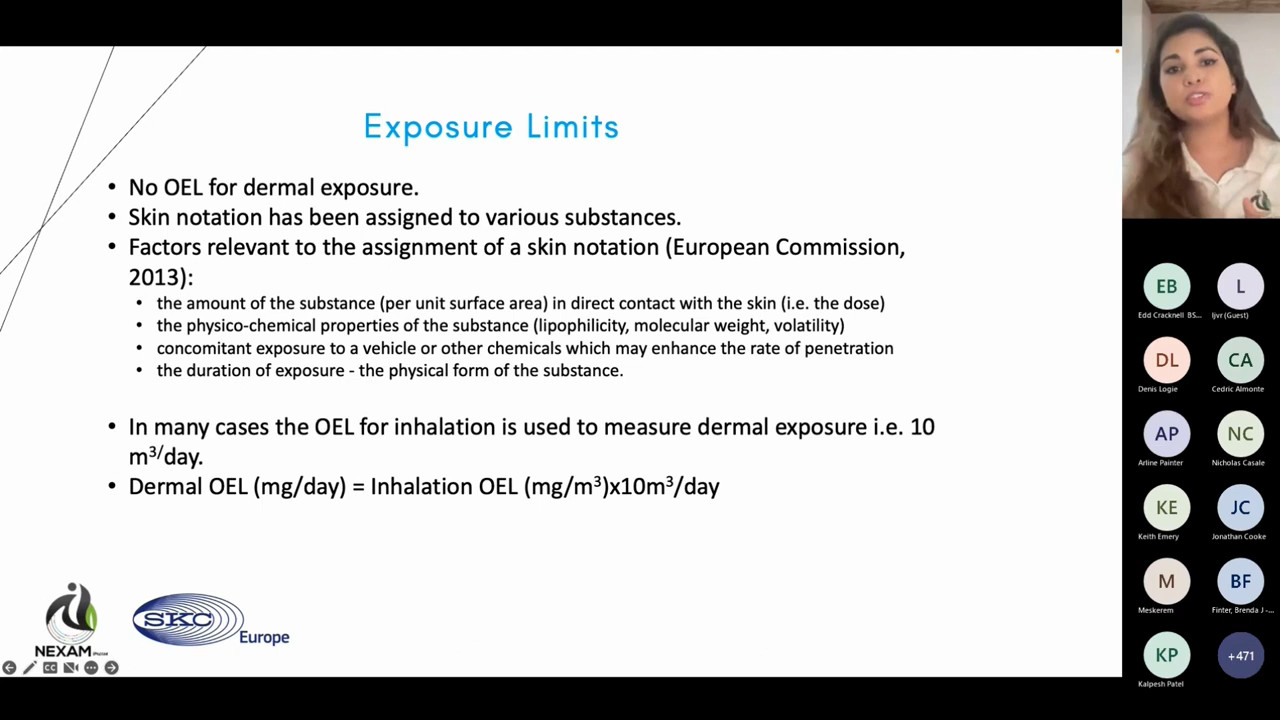 Exposure Limits
• No OEL for dermal exposure.
• Skin notation has been assigned to various substances.
• Factors relevant to the assignment of a skin notation (European Commission,
2013):
• the amount of the substance (per unit surface area) in direct contact with the skin (i.e. the dose)
• the physico-chemical properties of the substance (lipophilicity, molecular weight, volatility)
• concomitant exposure to a vehicle or other chemicals which may enhance the rate of penetration
• the duration of exposure - the physical form of the substance.
• In many cases the OEL for inhalation is used to measure dermal exposure i.e. 10
m³/day.
• Dermal OEL (mg/day) = Inhalation OEL (mg/m³)x10m³/day
NEXAM
SKC
Europe
CC
EB
Edd Cracknell BS...
L
ljvr (Guest)
DL
Denis Logie
CA
Cedric Almonte
AP
Arline Painter
NC
Nicholas Casale
KE
Keith Emery
JC
Jonathan Cooke
M
Meskerem
BF
Finter, Brenda J -...
KP
Kalpesh Patel
+471